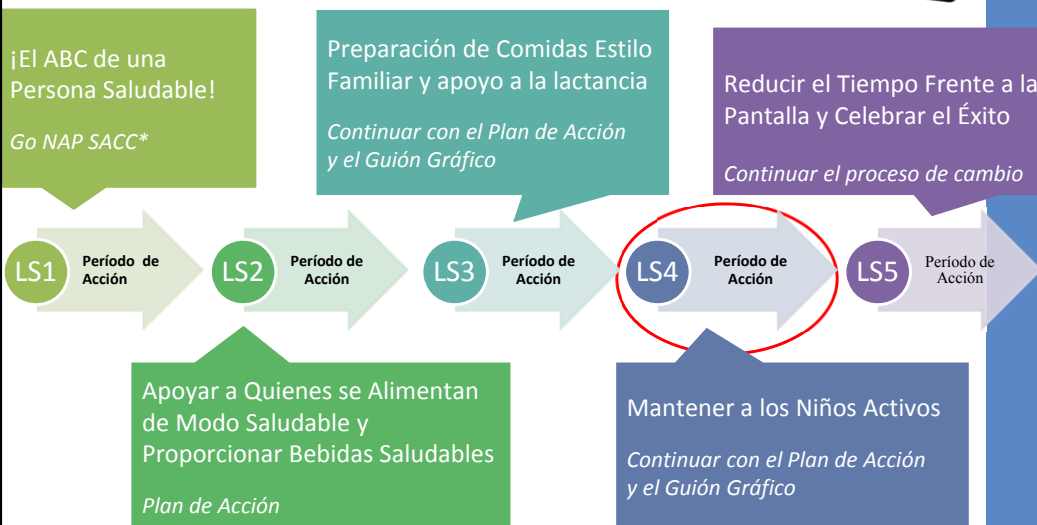 ¡El ABC de una
Persona Saludable!
Go NAP SACC*
Preparación de Comidas Estilo
Familiar y apoyo a la lactancia
Continuar con el Plan de Acción
y el Guión Gráfico
Reducir el Tiempo Frente a la
Pantalla y Celebrar el Éxito
Continuar el proceso de cambio
LS1
Período de
Acción
LS2
Período de
Acción
LS3
Período de
Acción
LS4
Período de
Acción
LS5
Período de
Acción
Apoyar a Quienes se Alimentan
de Modo Saludable y
Proporcionar Bebidas Saludables
Plan de Acción
Mantener a los Niños Activos
Continuar con el Plan de Acción
y el Guión Gráfico